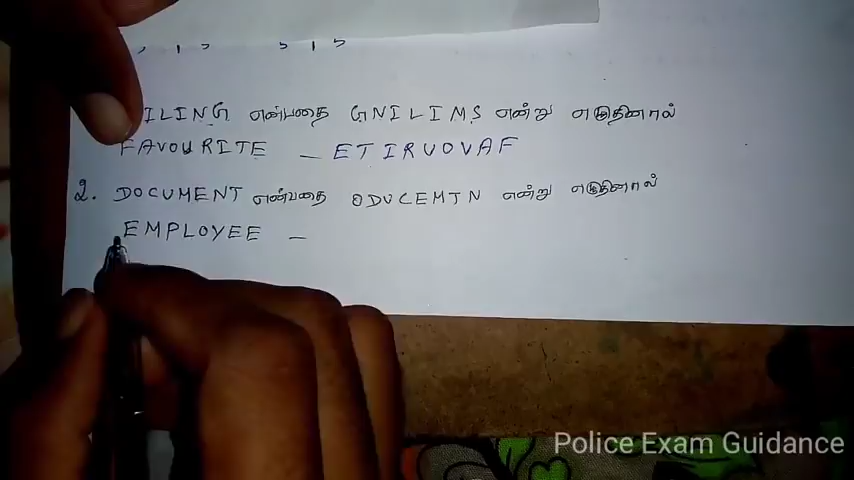 ILING என்பதை GNILIMS என்று எழுதினால்
FAVOURITE _ ETIRUOVAF
2. DOCUMENT என்பதை ODUCEMTN என்று எழுதினால்
EMPLOYEE _
Police Exam Guidance